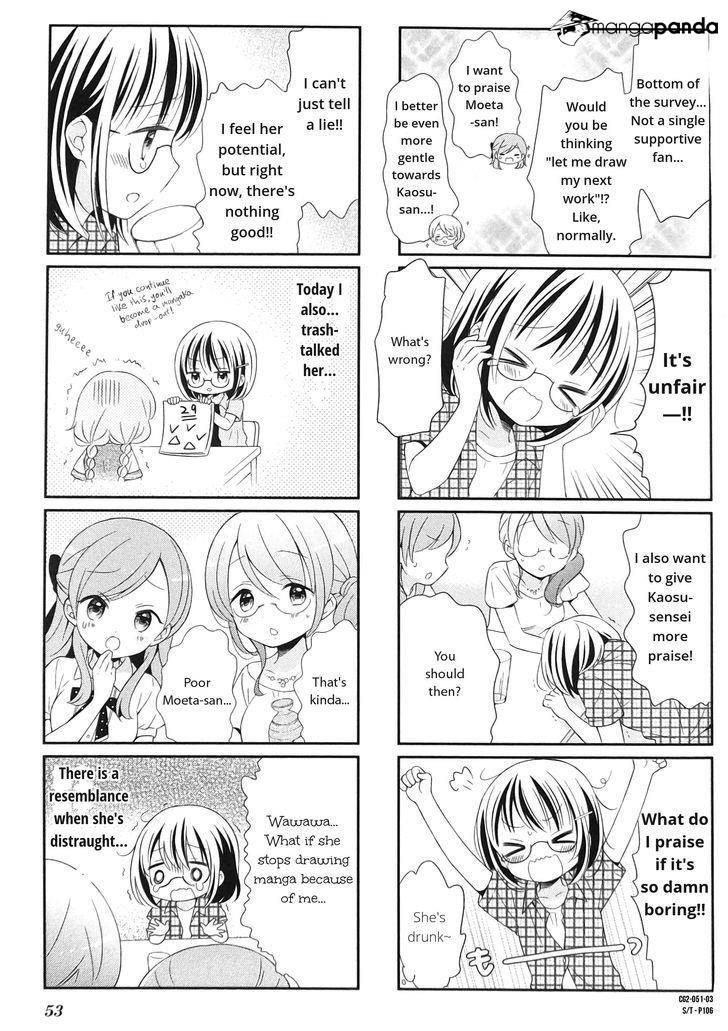 mangapanda
Bottom of
the survey...
Not a single
supportive
fan...
Would
you be
thinking
"let me draw
my next
work"!?
Like,
normally.
I want
to praise
Moeta
-san!
I better
be even
more
gentle
towards
Kaosu-
san...!
It's
unfair
—!!
What's
wrong?
I also want
to give
Kaosu-
sensei
more
praise!
You
should
then?
What do
I praise
if it's
so damn
boring!!
She's
drunk~
も
I can't
just tell
a lie!!
I feel her
potential,
but right
now, there's
nothing
good!!
Today I
also...
trash-
talked
her...
If you continue
like this, you'll
become a mangaka
drop-out!
guheeee
29
That's
kinda...
Poor
Moeta-san...
There is a
resemblance
when she's
distraught...
Wawawa...
What if she
stops drawing
manga because
of me...
53
CG2-051-03
S/T - P106